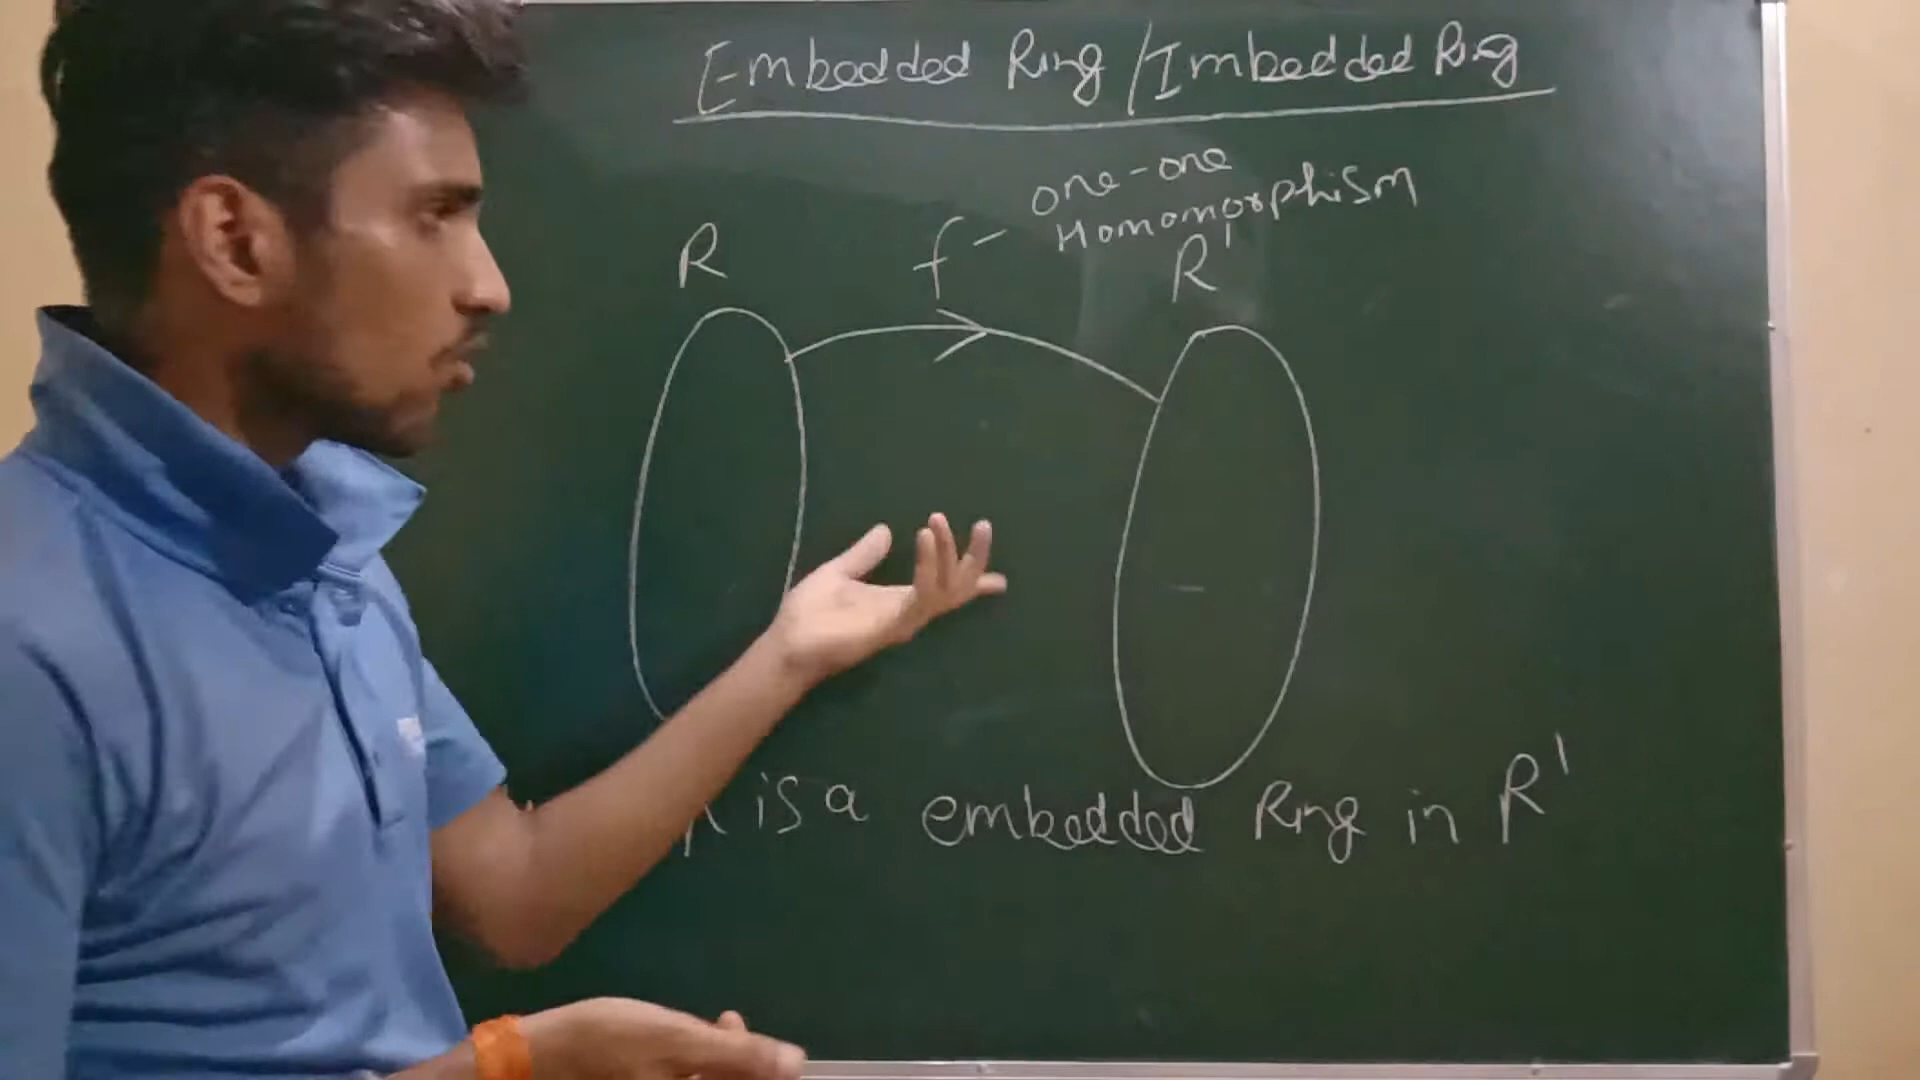 Embedded Ring / Imbedded Ring
one-one
Homomorphism
R f - R'
R is a embedded Ring in R'